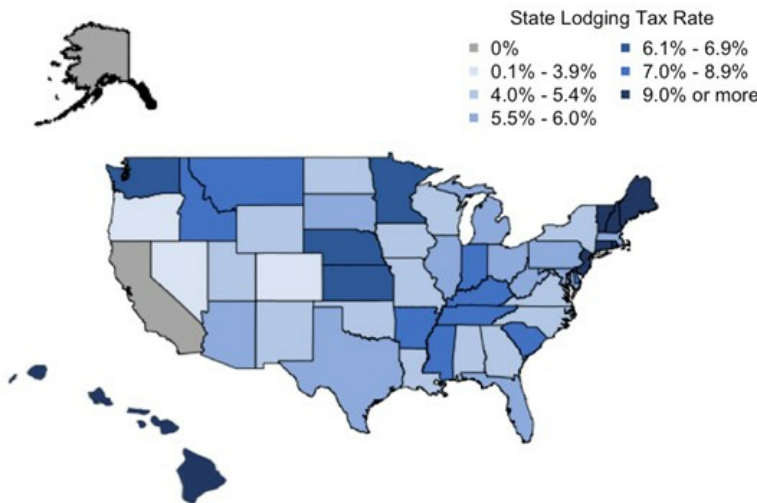 State Lodging Tax Rate
0%
0.1% - 3.9%
4.0% - 5.4%
5.5% - 6.0%
6.1% - 6.9%
7.0% - 8.9%
9.0% or more